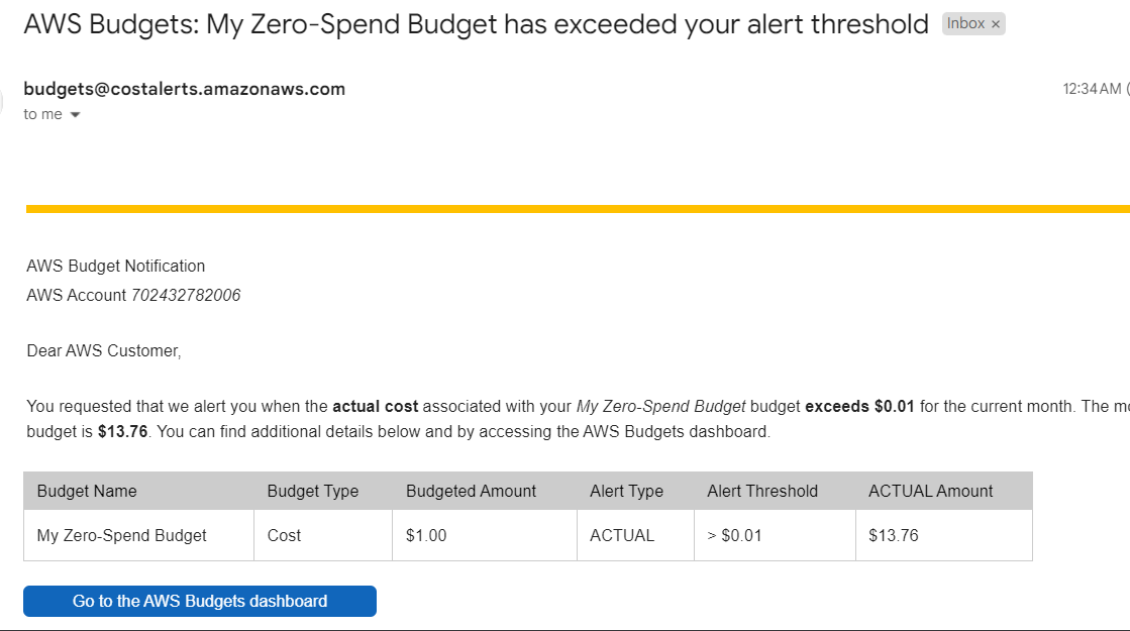 AWS Budgets: My Zero-Spend Budget has exceeded your alert threshold Inbox ×
budgets@costalerts.amazonaws.com 12:34 AM (
to me
AWS Budget Notification
AWS Account 702432782006
Dear AWS Customer,
You requested that we alert you when the actual cost associated with your My Zero-Spend Budget budget exceeds $0.01 for the current month. The
budget is $13.76. You can find additional details below and by accessing the AWS Budgets dashboard.
Budget Name Budget Type Budgeted Amount Alert Type Alert Threshold ACTUAL Amount
My Zero-Spend Budget Cost $1.00 ACTUAL > $0.01 $13.76
Go to the AWS Budgets dashboard